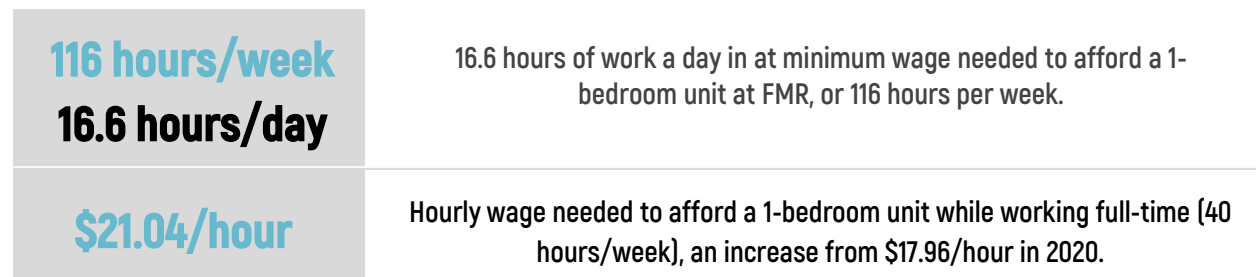 116 hours/week
16.6 hours/day
16.6 hours of work a day in at minimum wage needed to afford a 1-
bedroom unit at FMR, or 116 hours per week.
$21.04/hour
Hourly wage needed to afford a 1-bedroom unit while working full-time (40
hours/week), an increase from $17.96/hour in 2020.